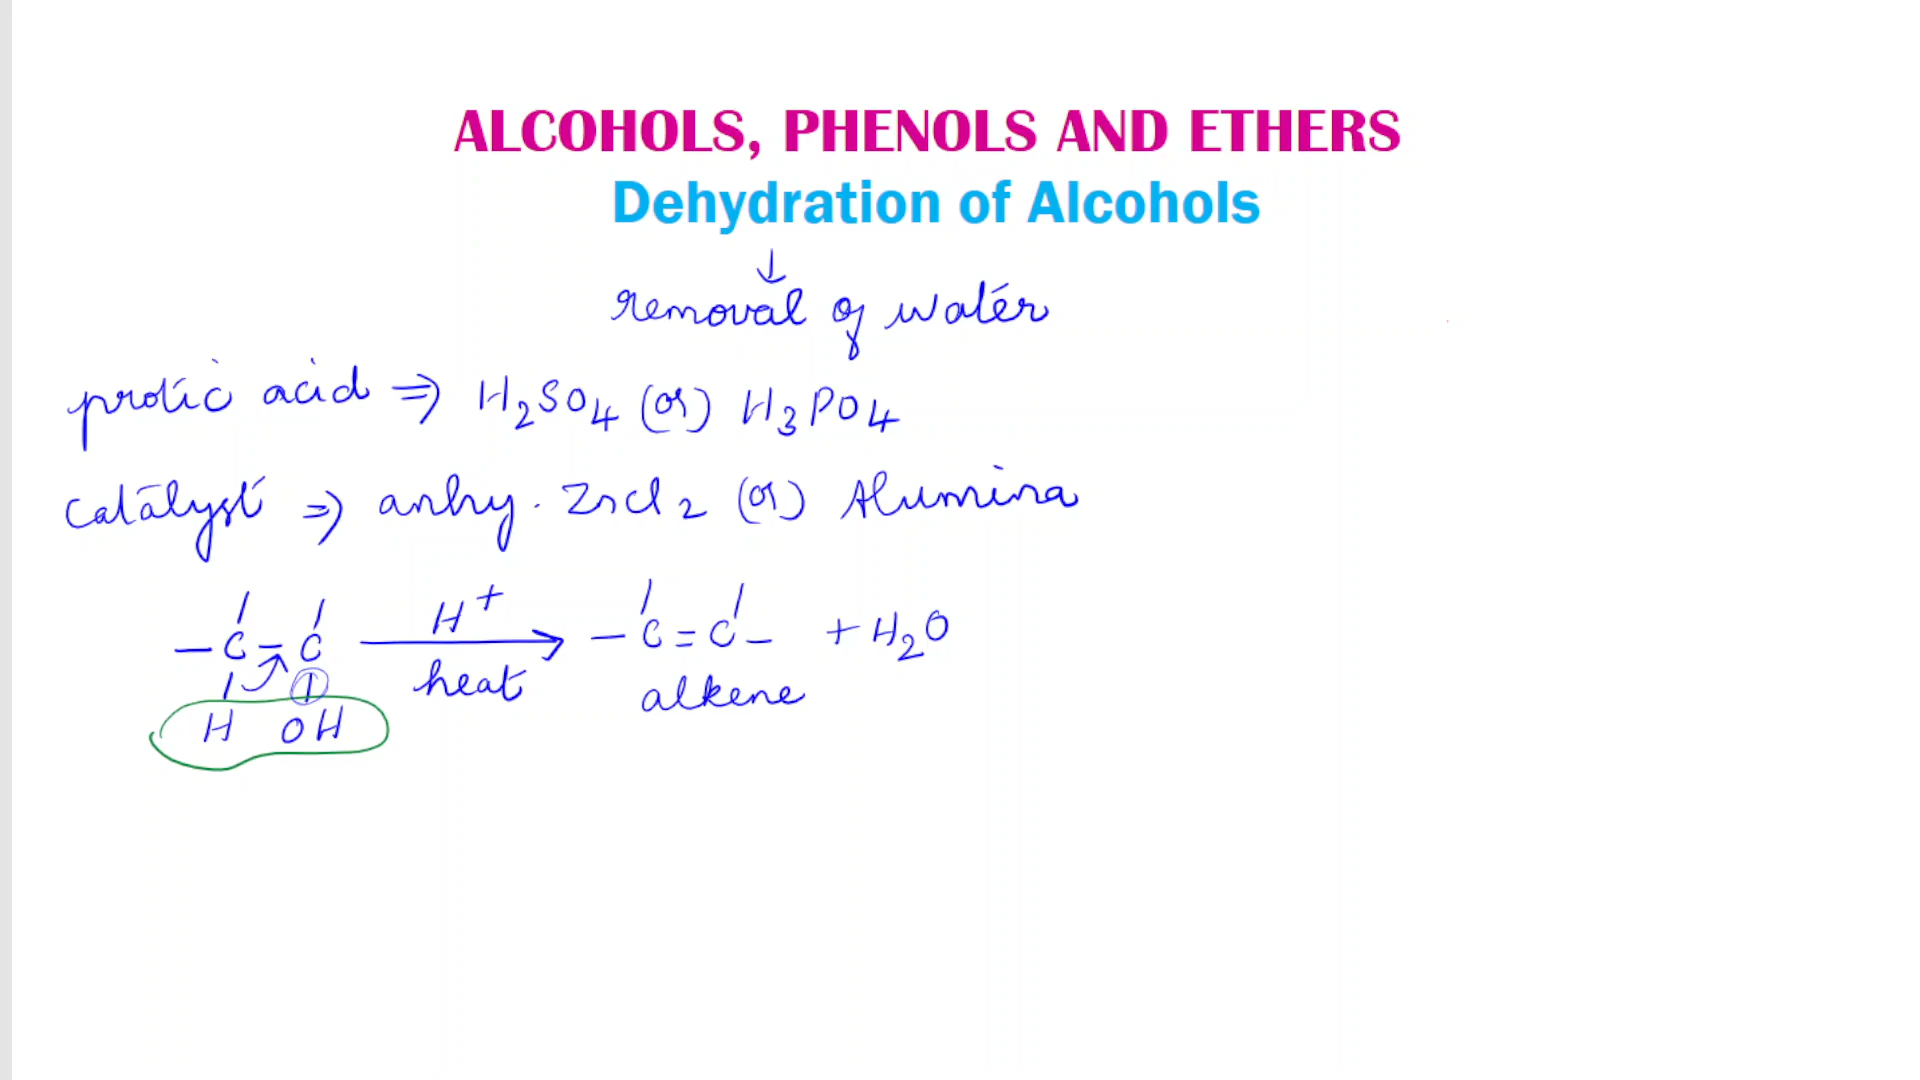 ALCOHOLS, PHENOLS AND ETHERS
Dehydration of Alcohols
↓
removal of water
protic acid ⇒ H₂SO₄ (or) H₃PO₄
catalyst ⇒ anhy. ZnCl₂ (or) Alumina
H⁺
–C–C → –C=C– + H₂O
heat alkene
H OH